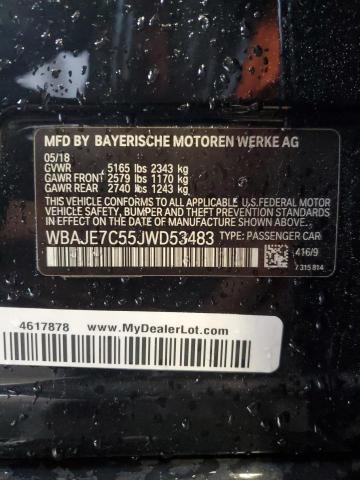 MFD BY BAYERISCHE MOTOREN WERKE AG
05/18
GVWR 5165 lbs 2343 kg
GAWR FRONT 2579 lbs 1170 kg
GAWR REAR 2740 lbs 1243 kg
THIS VEHICLE CONFORMS TO ALL APPLICABLE U.S. FEDERAL MOTOR
VEHICLE SAFETY, BUMPER, AND THEFT PREVENTION STANDARDS
IN EFFECT ON THE DATE OF MANUFACTURE SHOWN ABOVE.
WBAJE7C55JWD53483 TYPE: PASSENGER CAR
416/9
7 315 814
4617878 www.MyDealerLot.com